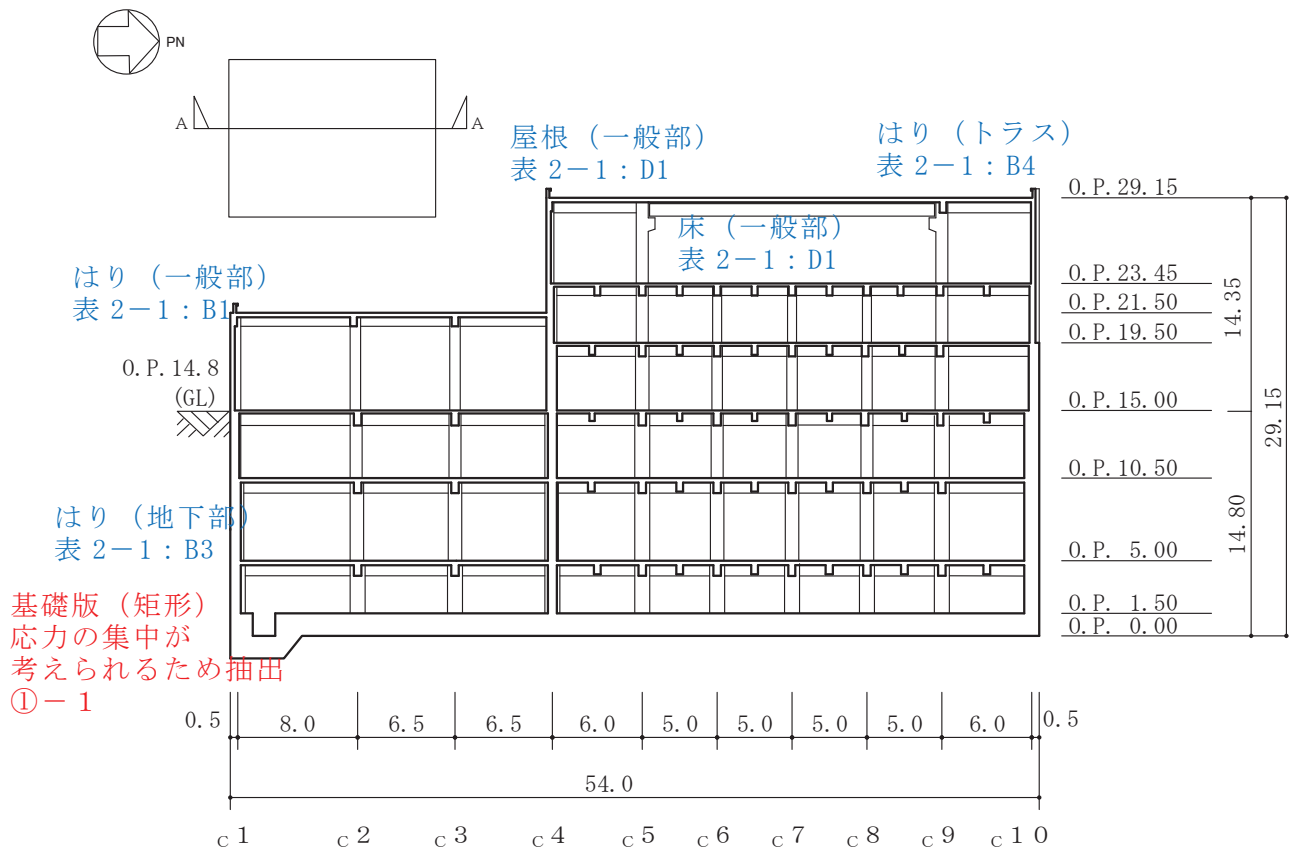 PN
A
A
屋根（一般部）
表 2－1：D1
はり（トラス）
表 2－1：B4
床（一般部）
表 2－1：D1
はり（一般部）
表 2－1：B1
O.P.14.8
(GL)
はり（地下部）
表 2－1：B3
基礎版（矩形）
応力の集中が
考えられるため抽出
①－1
O.P.29.15
O.P.23.45
O.P.21.50
O.P.19.50
O.P.15.00
O.P.10.50
O.P. 5.00
O.P. 1.50
O.P. 0.00
14.35
14.80
29.15
0.5 8.0 6.5 6.5 6.0 5.0 5.0 5.0 5.0 6.0 0.5
54.0
C1 C2 C3 C4 C5 C6 C7 C8 C9 C10